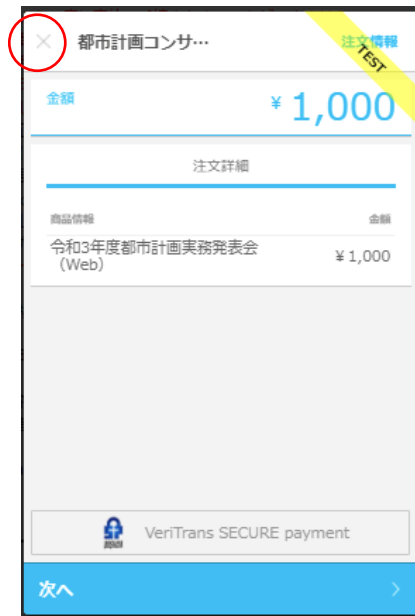 × 都市計画コンサ… 注文情報
TEST
金額 ¥ 1,000
注文詳細
商品情報 金額
令和3年度都市計画実務発表会
（Web） ¥ 1,000
VeriTrans SECURE payment
次へ >